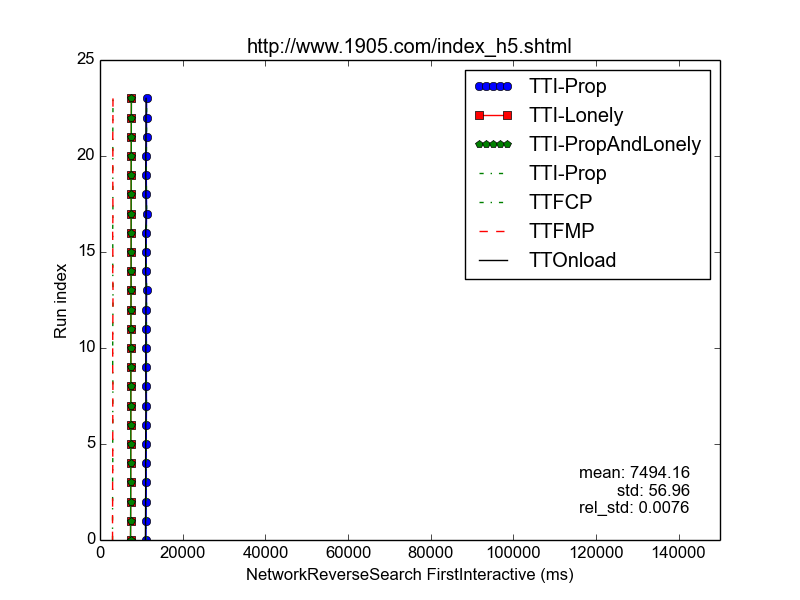 http://www.1905.com/index_h5.shtml
25
20
15
10
5
0
Run index
TTI-Prop
TTI-Lonely
TTI-PropAndLonely
TTI-Prop
TTFCP
TTFMP
TTOnload
mean: 7494.16
std: 56.96
rel_std: 0.0076
0 20000 40000 60000 80000 100000 120000 140000
NetworkReverseSearch FirstInteractive (ms)